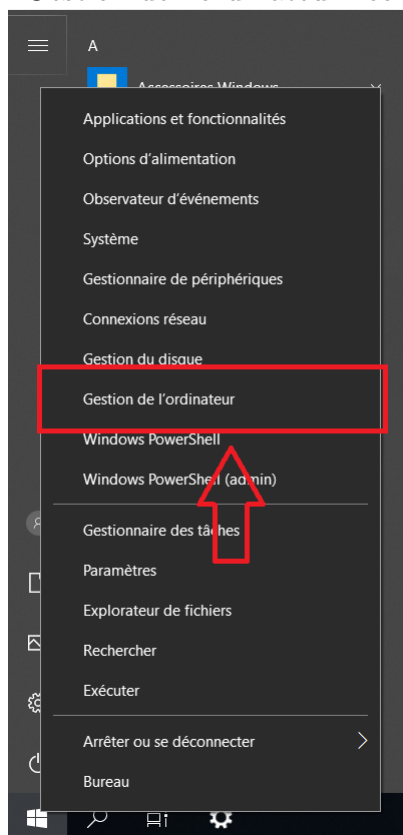 A
Accessoires Windows
Applications et fonctionnalités
Options d'alimentation
Observateur d'événements
Système
Gestionnaire de périphériques
Connexions réseau
Gestion du disque
Gestion de l'ordinateur
Windows PowerShell
Windows PowerShell (admin)
Gestionnaire des tâches
Paramètres
Explorateur de fichiers
Rechercher
Exécuter
Arrêter ou se déconnecter
Bureau